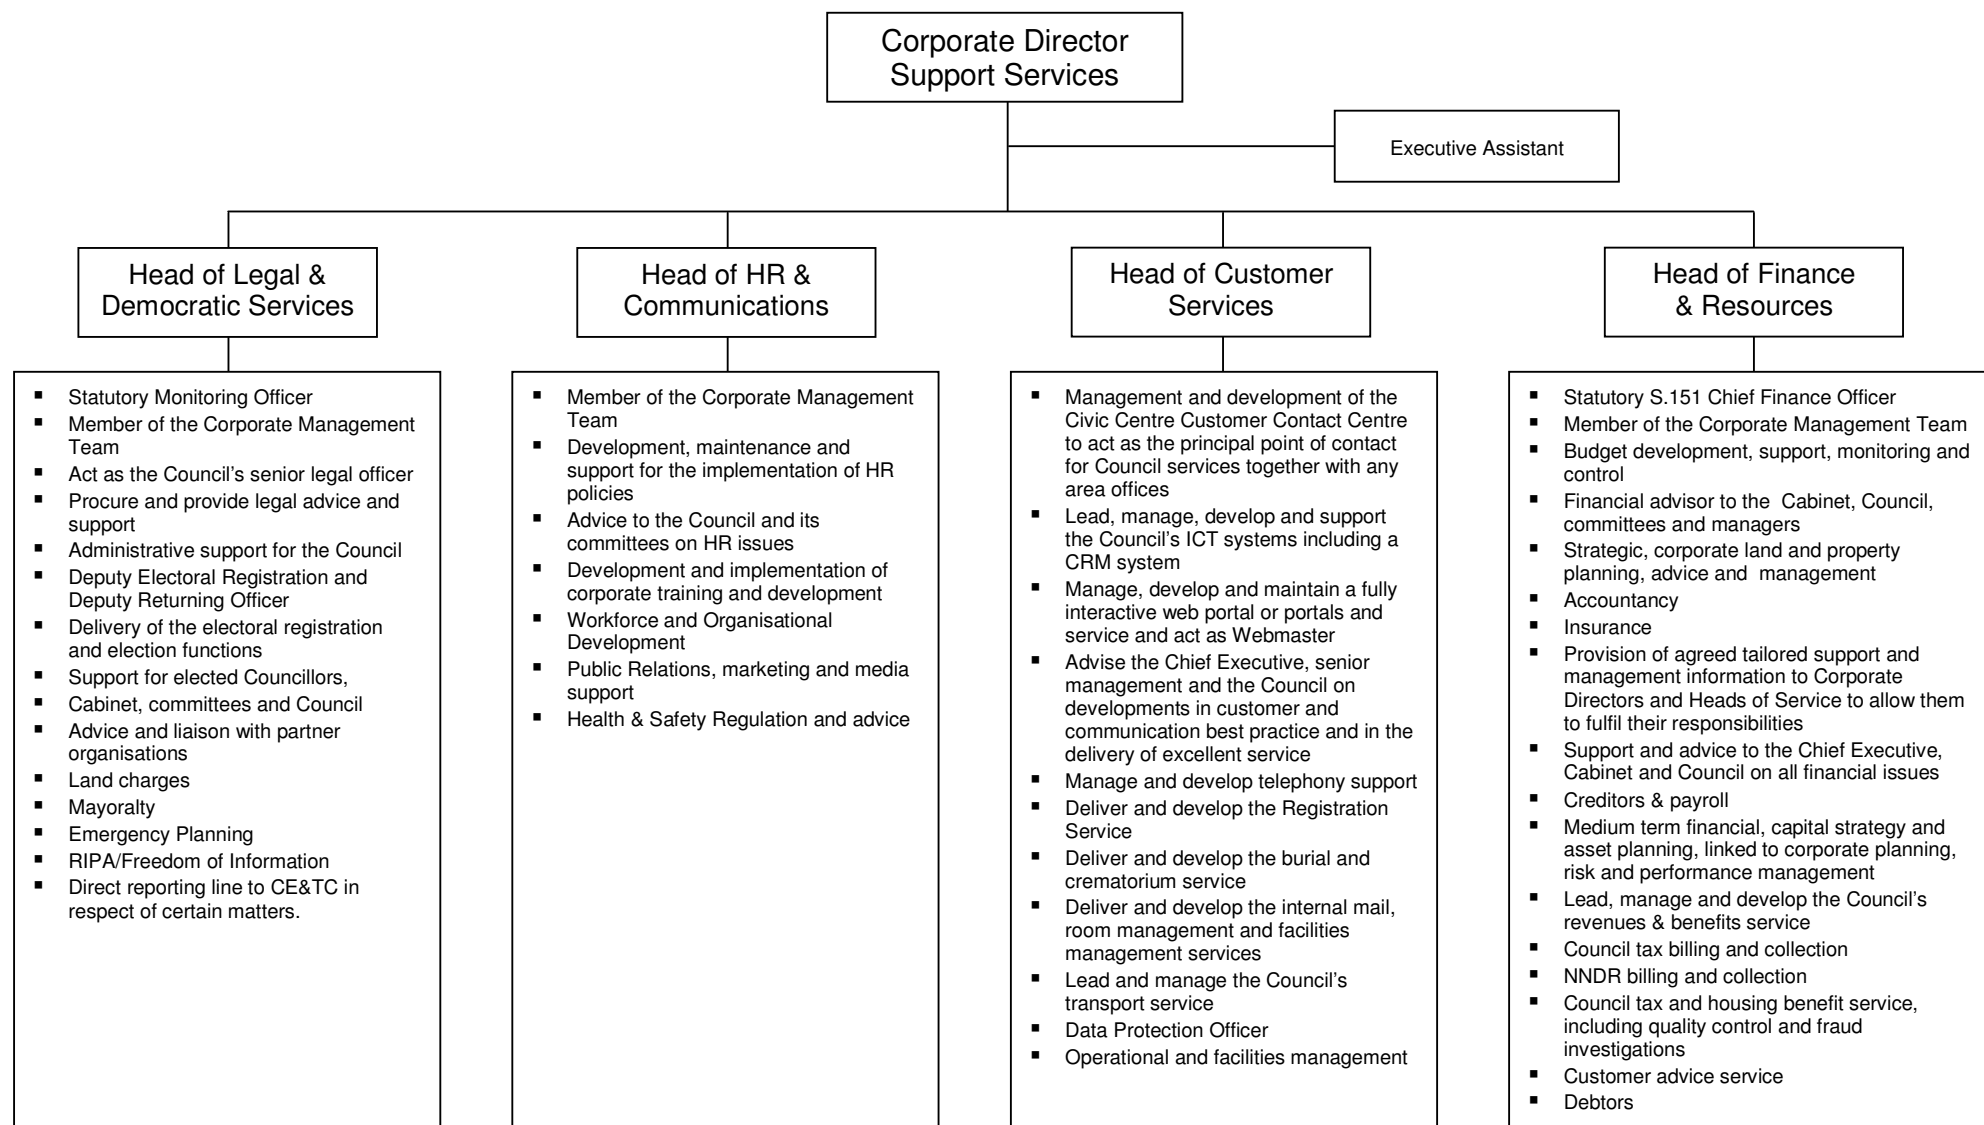 Corporate Director
Support Services
Executive Assistant
Head of Legal &
Democratic Services
▪ Statutory Monitoring Officer
▪ Member of the Corporate Management
Team
▪ Act as the Council’s senior legal officer
▪ Procure and provide legal advice and
support
▪ Administrative support for the Council
▪ Deputy Electoral Registration and
Deputy Returning Officer
▪ Delivery of the electoral registration
and election functions
▪ Support for elected Councillors,
▪ Cabinet, committees and Council
▪ Advice and liaison with partner
organisations
▪ Land charges
▪ Mayoralty
▪ Emergency Planning
▪ RIPA/Freedom of Information
▪ Direct reporting line to CE&TC in
respect of certain matters.
Head of HR &
Communications
▪ Member of the Corporate Management
Team
▪ Development, maintenance and
support for the implementation of HR
policies
▪ Advice to the Council and its
committees on HR issues
▪ Development and implementation of
corporate training and development
▪ Workforce and Organisational
Development
▪ Public Relations, marketing and media
support
▪ Health & Safety Regulation and advice
Head of Customer
Services
▪ Management and development of the
Civic Centre Customer Contact Centre
to act as the principal point of contact
for Council services together with any
area offices
▪ Lead, manage, develop and support
the Council’s ICT systems including a
CRM system
▪ Manage, develop and maintain a fully
interactive web portal or portals and
service and act as Webmaster
▪ Advise the Chief Executive, senior
management and the Council on
developments in customer and
communication best practice and in the
delivery of excellent service
▪ Manage and develop telephony support
▪ Deliver and develop the Registration
Service
▪ Deliver and develop the burial and
crematorium service
▪ Deliver and develop the internal mail,
room management and facilities
management services
▪ Lead and manage the Council’s
transport service
▪ Data Protection Officer
▪ Operational and facilities management
Head of Finance
& Resources
▪ Statutory S.151 Chief Finance Officer
▪ Member of the Corporate Management Team
▪ Budget development, support, monitoring and
control
▪ Financial advisor to the Cabinet, Council,
committees and managers
▪ Strategic, corporate land and property
planning, advice and management
▪ Accountancy
▪ Insurance
▪ Provision of agreed tailored support and
management information to Corporate
Directors and Heads of Service to allow them
to fulfil their responsibilities
▪ Support and advice to the Chief Executive,
Cabinet and Council on all financial issues
▪ Creditors & payroll
▪ Medium term financial, capital strategy and
asset planning, linked to corporate planning,
risk and performance management
▪ Lead, manage and develop the Council’s
revenues & benefits service
▪ Council tax billing and collection
▪ NNDR billing and collection
▪ Council tax and housing benefit service,
including quality control and fraud
investigations
▪ Customer advice service
▪ Debtors